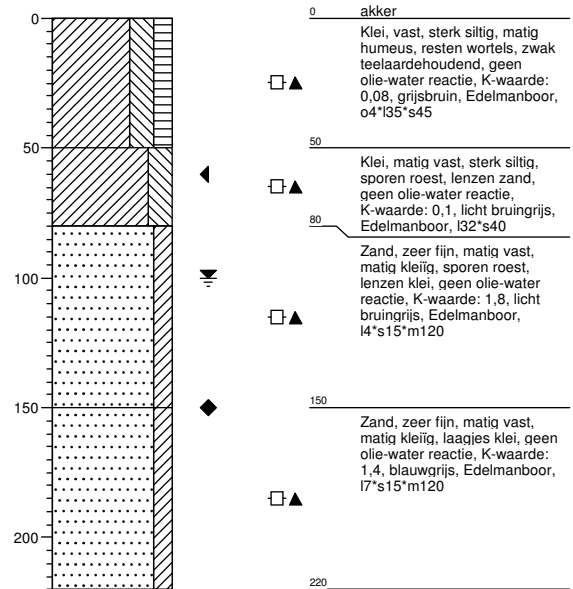 0
50
100
150
200
0 akker
Klei, vast, sterk siltig, matig
humeus, resten wortels, zwak
teelaardehoudend, geen
olie-water reactie, K-waarde:
0,08, grijsbruin, Edelmanboor,
o4*l35*s45
50
Klei, matig vast, sterk siltig,
sporen roest, lenzen zand,
geen olie-water reactie,
K-waarde: 0,1, licht bruingrijs,
Edelmanboor, l32*s40
80
Zand, zeer fijn, matig vast,
matig kleiïg, sporen roest,
lenzen klei, geen olie-water
reactie, K-waarde: 1,8, licht
bruingrijs, Edelmanboor,
l4*s15*m120
150
Zand, zeer fijn, matig vast,
matig kleiïg, laagjes klei, geen
olie-water reactie, K-waarde:
1,4, blauwgrijs, Edelmanboor,
l7*s15*m120
220